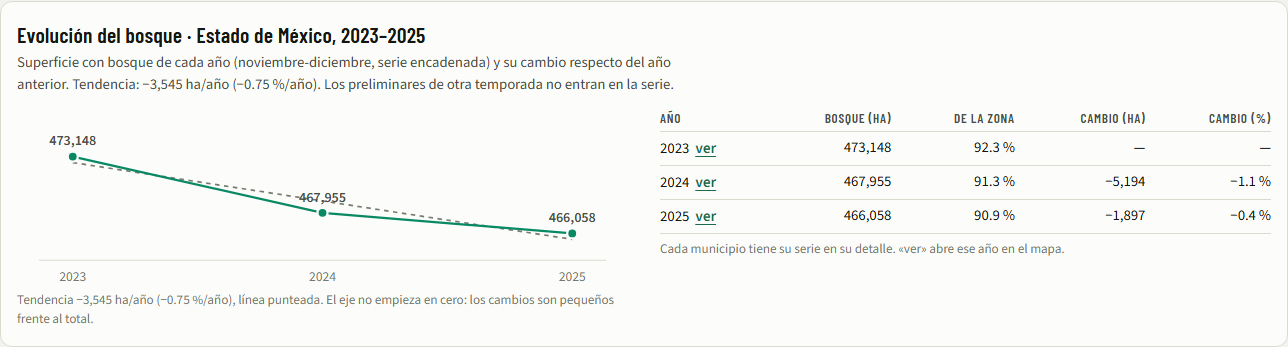 Evolución del bosque · Estado de México, 2023–2025
Superficie con bosque de cada año (noviembre-diciembre, serie encadenada) y su cambio respecto del año
anterior. Tendencia: −3,545 ha/año (−0.75 %/año). Los preliminares de otra temporada no entran en la serie.
473,148
467,955
466,058
2023 2024 2025
Tendencia −3,545 ha/año (−0.75 %/año), línea punteada. El eje no empieza en cero: los cambios son pequeños
frente al total.
AÑO BOSQUE (HA) DE LA ZONA CAMBIO (HA) CAMBIO (%)
2023 ver 473,148 92.3 % — —
2024 ver 467,955 91.3 % −5,194 −1.1 %
2025 ver 466,058 90.9 % −1,897 −0.4 %
Cada municipio tiene su serie en su detalle. «ver» abre ese año en el mapa.